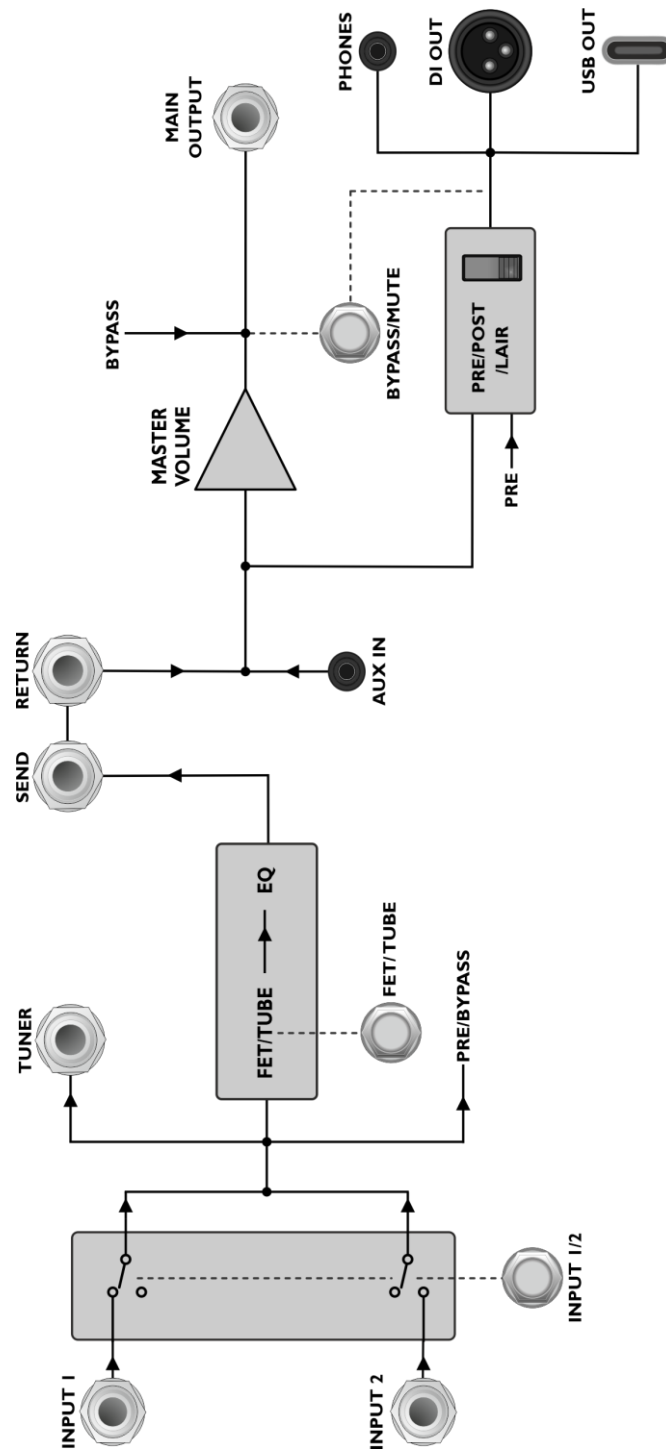 INPUT 1
INPUT 2
INPUT 1/2
TUNER
FET/TUBE
EQ
FET/TUBE
PRE/BYPASS
SEND
RETURN
AUX IN
MASTER
VOLUME
BYPASS
MAIN
OUTPUT
BYPASS/MUTE
PRE
PRE/POST
/LAIR
PHONES
DI OUT
USB OUT